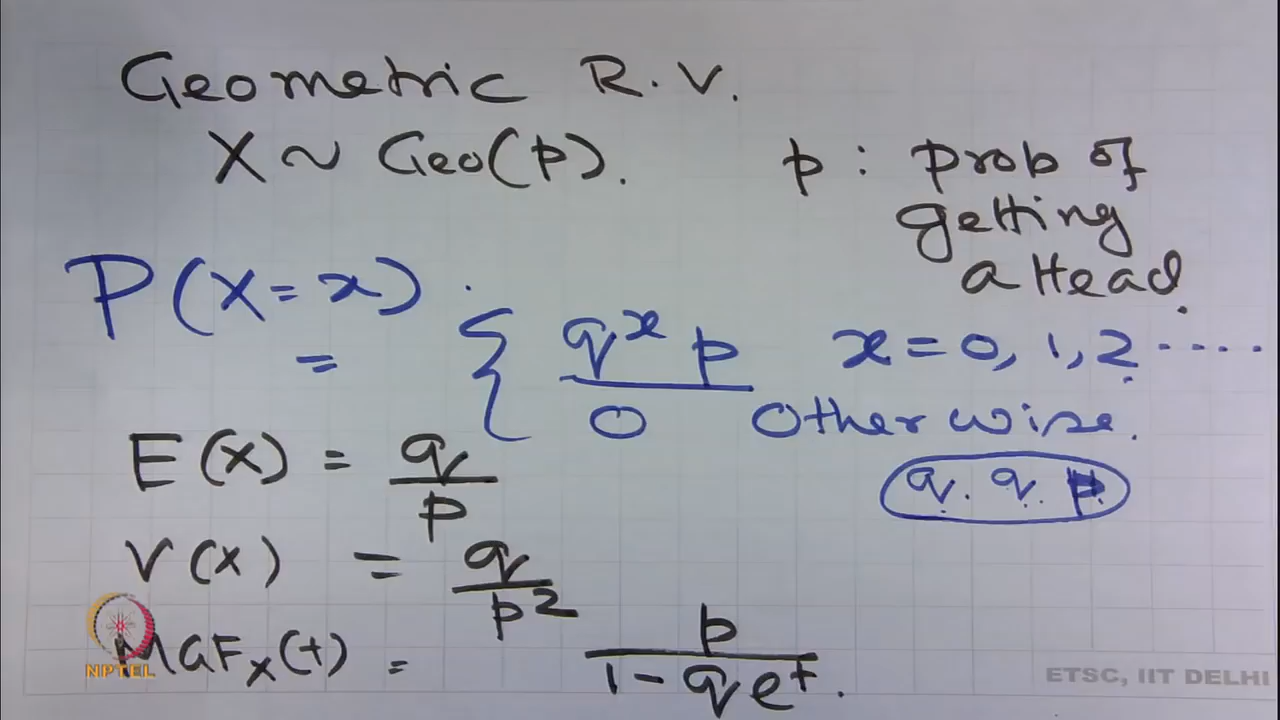 Geometric R.V.
X ~ Geo(p).
p : prob of
getting
a Head.
P(X=x)
= { q^x p x = 0, 1, 2 ....
0 Otherwise.
q. q. p.
E(X) = q/p
V(X) = q/p^2
MGF_X(t) = p/(1 - qe^t).
NPTEL
ETSC, IIT DELHI